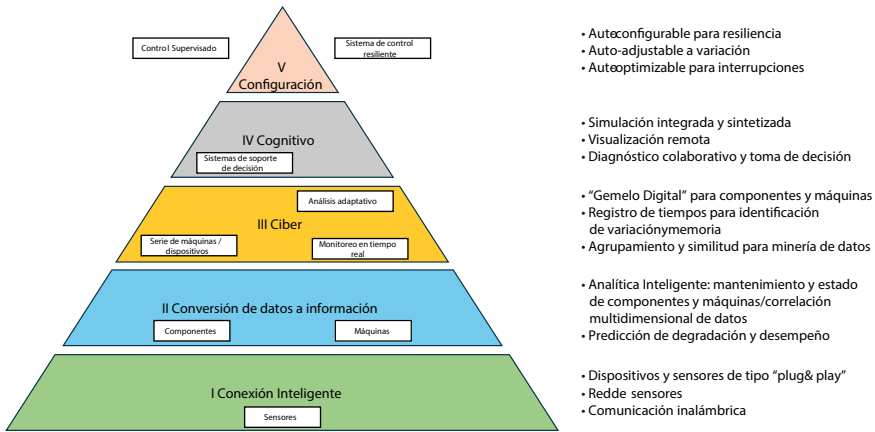 Control Supervisado
Sistema de control
resiliente
V
Configuración
• Autoconfigurable para resiliencia
• Auto-adjustable a variación
• Autooptimizable para interrupciones
IV Cognitivo
Sistemas de soporte
de decisión
• Simulación integrada y sintetizada
• Visualización remota
• Diagnóstico colaborativo y toma de decisión
Análisis adaptativo
III Ciber
Serie de máquinas /
dispositivos
Monitoreo en tiempo
real
• “Gemelo Digital” para componentes y máquinas
• Registro de tiempos para identificación
de variaciónymemoria
• Agrupamiento y similitud para minería de datos
II Conversión de datos a información
Componentes
Máquinas
• Analítica Inteligente: mantenimiento y estado
de componentes y máquinas/correlación
multidimensional de datos
• Predicción de degradación y desempeño
I Conexión Inteligente
Sensores
• Dispositivos y sensores de tipo “plug& play”
• Redde sensores
• Comunicación inalámbrica